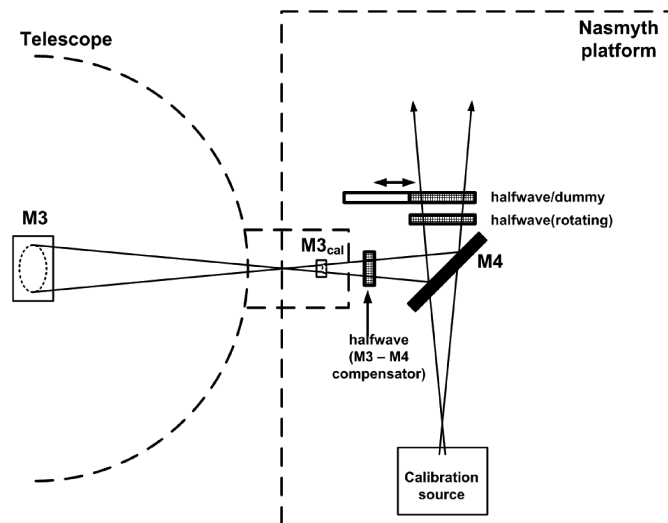 Telescope
Nasmyth
platform
halfwave/dummy
halfwave(rotating)
M3
M3cal
M4
halfwave
(M3 – M4
compensator)
Calibration
source